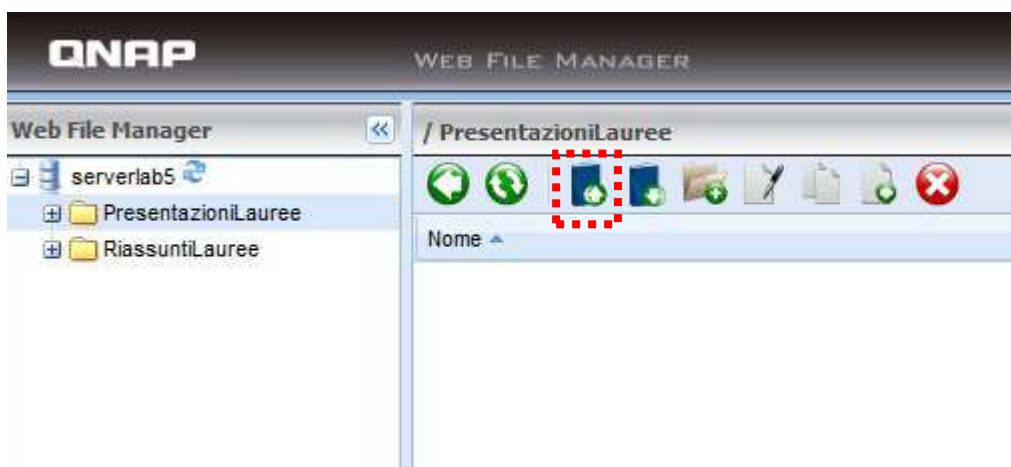 QNAP
WEB FILE MANAGER
Web File Manager
/ PresentazioniLauree
serverlab5
PresentazioniLauree
RiassuntiLauree
Nome